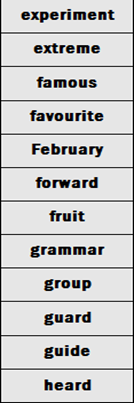 experiment
extreme
famous
favourite
February
forward
fruit
grammar
group
guard
guide
heard